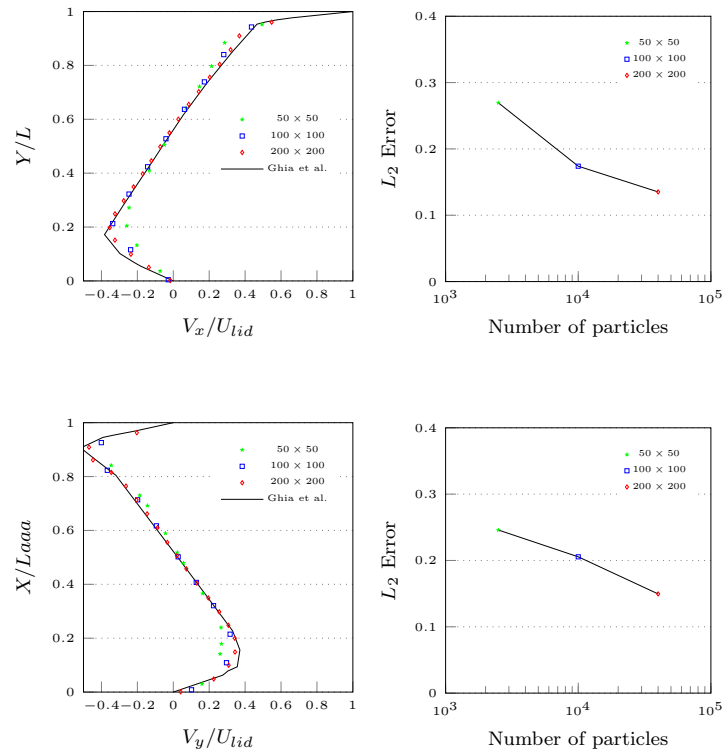 1
0.8
0.6
0.4
0.2
0
Y/L
50 × 50
100 × 100
200 × 200
Ghia et al.
−0.4 −0.2 0 0.2 0.4 0.6 0.8 1
V_x/U_{lid}
0.4
0.3
0.2
0.1
0
L_2 Error
50 × 50
100 × 100
200 × 200
10^3 10^4 10^5
Number of particles
1
0.8
0.6
0.4
0.2
0
X/Laaa
50 × 50
100 × 100
200 × 200
Ghia et al.
−0.4 −0.2 0 0.2 0.4 0.6 0.8 1
V_y/U_{lid}
0.4
0.3
0.2
0.1
0
L_2 Error
50 × 50
100 × 100
200 × 200
10^3 10^4 10^5
Number of particles